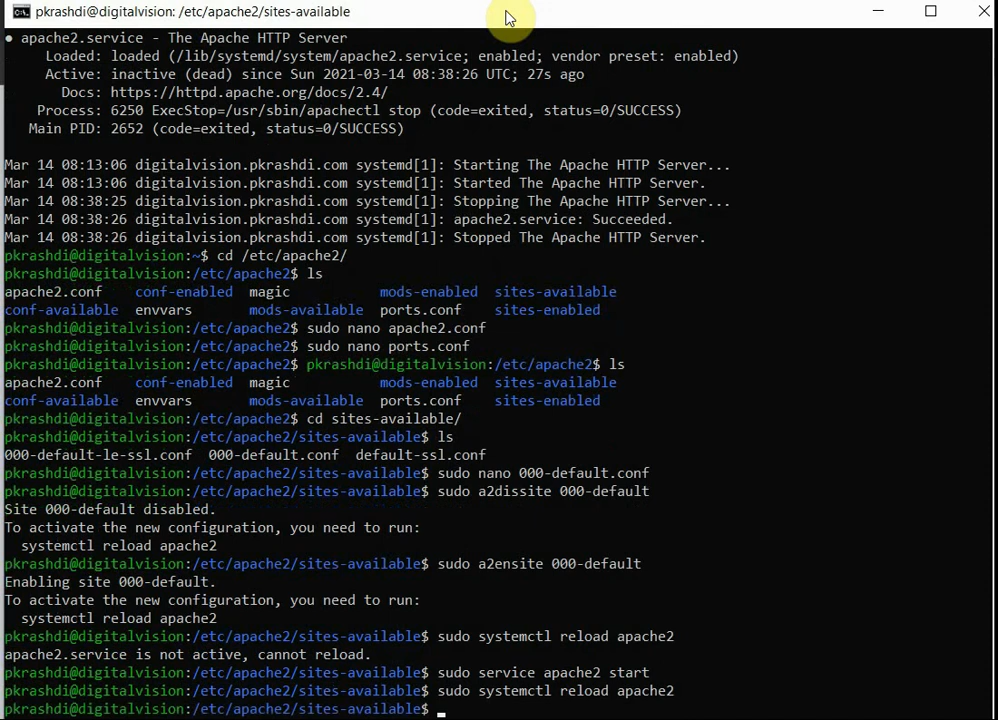 pkrashdi@digitalvision: /etc/apache2/sites-available
● apache2.service - The Apache HTTP Server
Loaded: loaded (/lib/systemd/system/apache2.service; enabled; vendor preset: enabled)
Active: inactive (dead) since Sun 2021-03-14 08:38:26 UTC; 27s ago
Docs: https://httpd.apache.org/docs/2.4/
Process: 6250 ExecStop=/usr/sbin/apachectl stop (code=exited, status=0/SUCCESS)
Main PID: 2652 (code=exited, status=0/SUCCESS)
Mar 14 08:13:06 digitalvision.pkrashdi.com systemd[1]: Starting The Apache HTTP Server...
Mar 14 08:13:06 digitalvision.pkrashdi.com systemd[1]: Started The Apache HTTP Server.
Mar 14 08:38:25 digitalvision.pkrashdi.com systemd[1]: Stopping The Apache HTTP Server...
Mar 14 08:38:26 digitalvision.pkrashdi.com systemd[1]: apache2.service: Succeeded.
Mar 14 08:38:26 digitalvision.pkrashdi.com systemd[1]: Stopped The Apache HTTP Server.
pkrashdi@digitalvision:~$ cd /etc/apache2/
pkrashdi@digitalvision:/etc/apache2$ ls
apache2.conf conf-enabled magic mods-enabled sites-available
conf-available envvars mods-available ports.conf sites-enabled
pkrashdi@digitalvision:/etc/apache2$ sudo nano apache2.conf
pkrashdi@digitalvision:/etc/apache2$ sudo nano ports.conf
pkrashdi@digitalvision:/etc/apache2$ pkrashdi@digitalvision:/etc/apache2$ ls
apache2.conf conf-enabled magic mods-enabled sites-available
conf-available envvars mods-available ports.conf sites-enabled
pkrashdi@digitalvision:/etc/apache2$ cd sites-available/
pkrashdi@digitalvision:/etc/apache2/sites-available$ ls
000-default-le-ssl.conf 000-default.conf default-ssl.conf
pkrashdi@digitalvision:/etc/apache2/sites-available$ sudo nano 000-default.conf
pkrashdi@digitalvision:/etc/apache2/sites-available$ sudo a2dissite 000-default
Site 000-default disabled.
To activate the new configuration, you need to run:
systemctl reload apache2
pkrashdi@digitalvision:/etc/apache2/sites-available$ sudo a2ensite 000-default
Enabling site 000-default.
To activate the new configuration, you need to run:
systemctl reload apache2
pkrashdi@digitalvision:/etc/apache2/sites-available$ sudo systemctl reload apache2
apache2.service is not active, cannot reload.
pkrashdi@digitalvision:/etc/apache2/sites-available$ sudo service apache2 start
pkrashdi@digitalvision:/etc/apache2/sites-available$ sudo systemctl reload apache2
pkrashdi@digitalvision:/etc/apache2/sites-available$